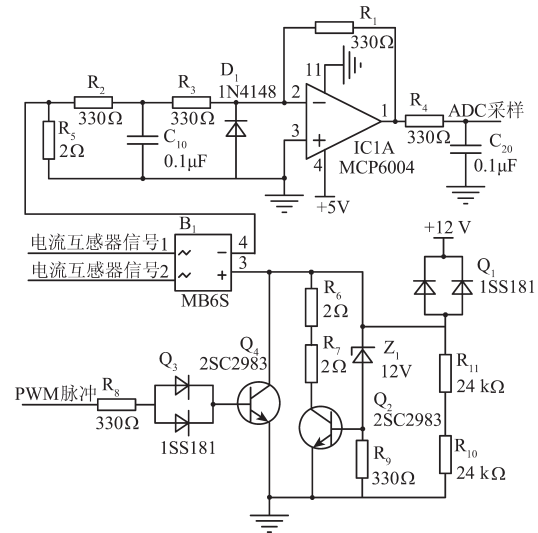 R1
330Ω
R2
330Ω
R3
330Ω
D1
1N4148
11
2
1
3
4
IC1A
MCP6004
+5V
R4
330Ω
ADC采样
C20
0.1μF
R5
2Ω
C10
0.1μF
B1
电流互感器信号1
电流互感器信号2
4
3
−
+
MB6S
+12 V
Q1
1SS181
R6
2Ω
R7
2Ω
Z1
12V
R11
24 kΩ
Q4
2SC2983
Q3
1SS181
PWM脉冲
R8
330Ω
Q2
2SC2983
R9
330Ω
R10
24 kΩ